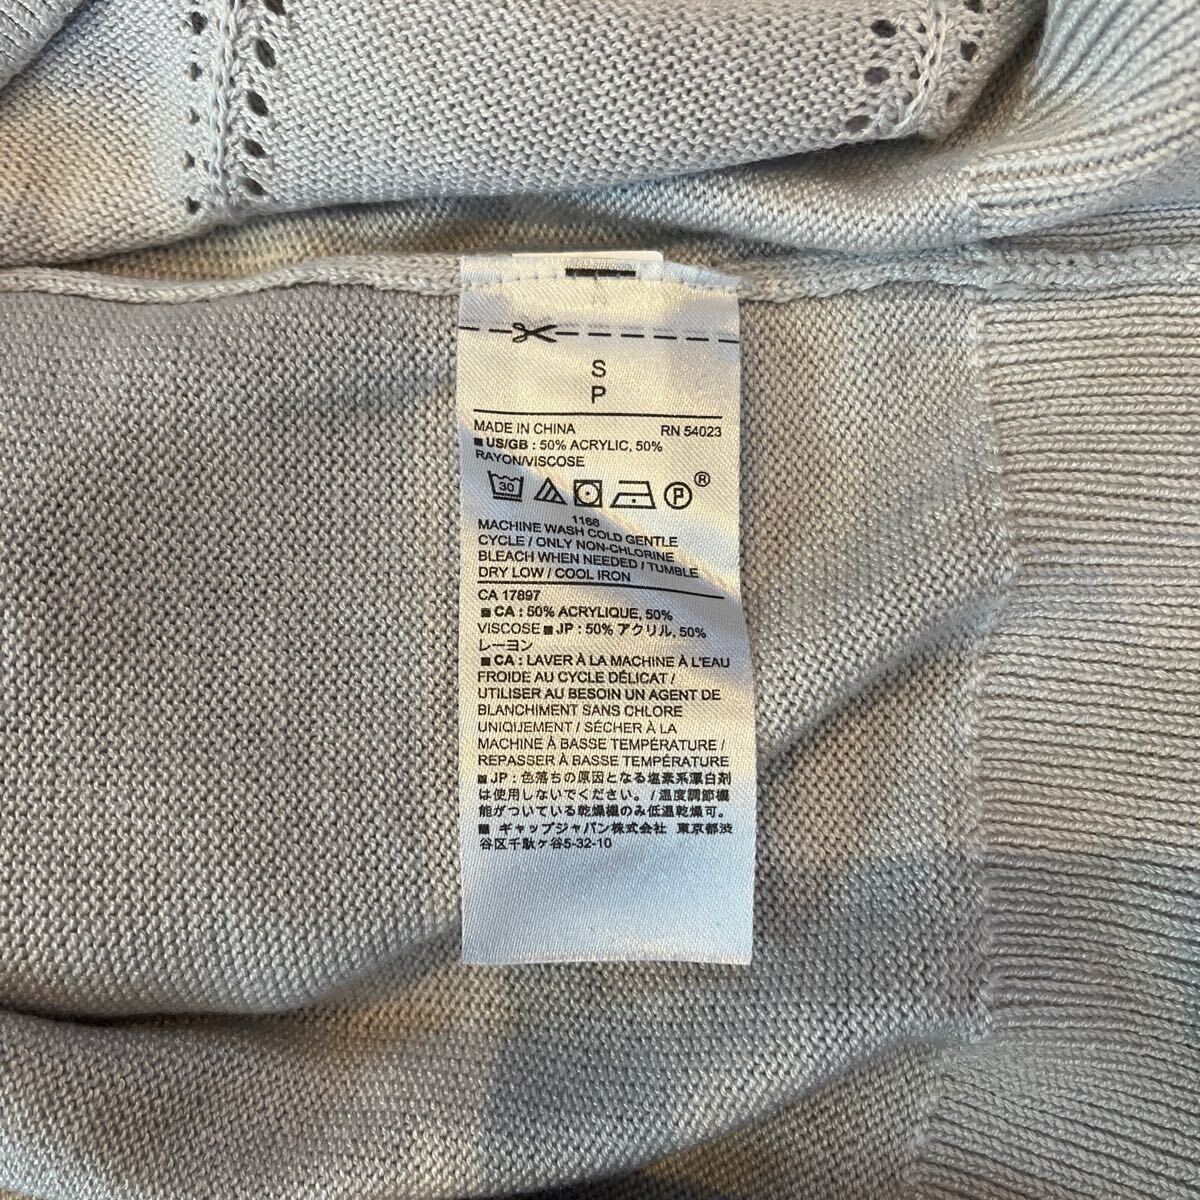 S
P
MADE IN CHINA RN 54023
■ US/GB : 50% ACRYLIC, 50%
RAYON/VISCOSE
30 P ®
1166
MACHINE WASH COLD GENTLE
CYCLE / ONLY NON-CHLORINE
BLEACH WHEN NEEDED / TUMBLE
DRY LOW / COOL IRON
CA 17897
■ CA : 50% ACRYLIQUE, 50%
VISCOSE ■ JP : 50% アクリル, 50%
レーヨン
■ CA : LAVER À LA MACHINE À L'EAU
FROIDE AU CYCLE DÉLICAT /
UTILISER AU BESOIN UN AGENT DE
BLANCHIMENT SANS CHLORE
UNIQUEMENT / SÉCHER À LA
MACHINE À BASSE TEMPÉRATURE /
REPASSER À BASSE TEMPÉRATURE
■ JP : 色落ちの原因となる塩素系漂白剤
は使用しないでください。 / 温度調節機
能がついている乾燥機のみ低温乾燥可。
■ ギャップジャパン株式会社 東京都渋
谷区千駄ヶ谷5-32-10